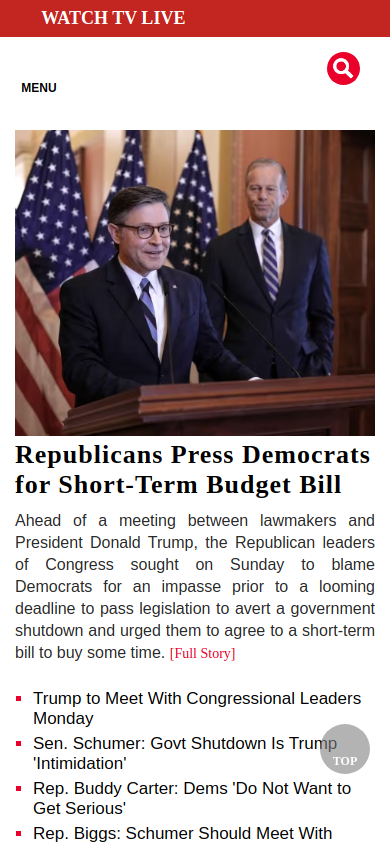 WATCH TV LIVE
MENU
Republicans Press Democrats
for Short-Term Budget Bill
Ahead of a meeting between lawmakers and
President Donald Trump, the Republican leaders
of Congress sought on Sunday to blame
Democrats for an impasse prior to a looming
deadline to pass legislation to avert a government
shutdown and urged them to agree to a short-term
bill to buy some time. [Full Story]
Trump to Meet With Congressional Leaders
Monday
Sen. Schumer: Govt Shutdown Is Trump
'Intimidation'
TOP
Rep. Buddy Carter: Dems 'Do Not Want to
Get Serious'
Rep. Biggs: Schumer Should Meet With